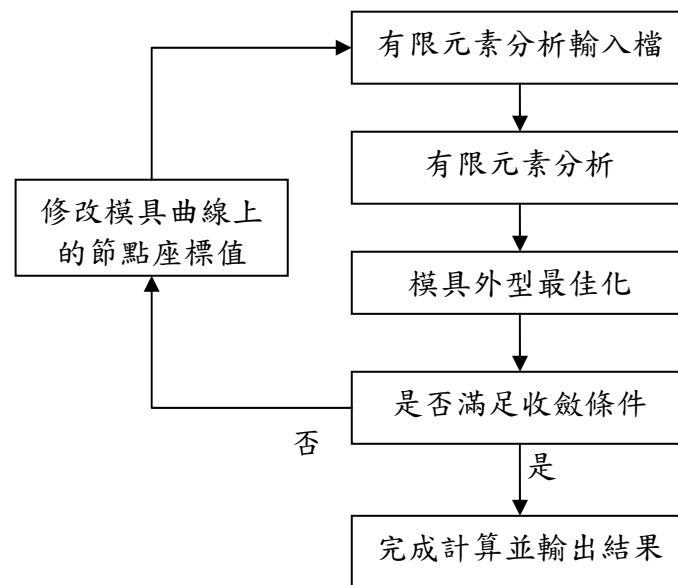 有限元素分析輸入檔
有限元素分析
修改模具曲線上
的節點座標值
模具外型最佳化
是否滿足收斂條件
否
是
完成計算並輸出結果